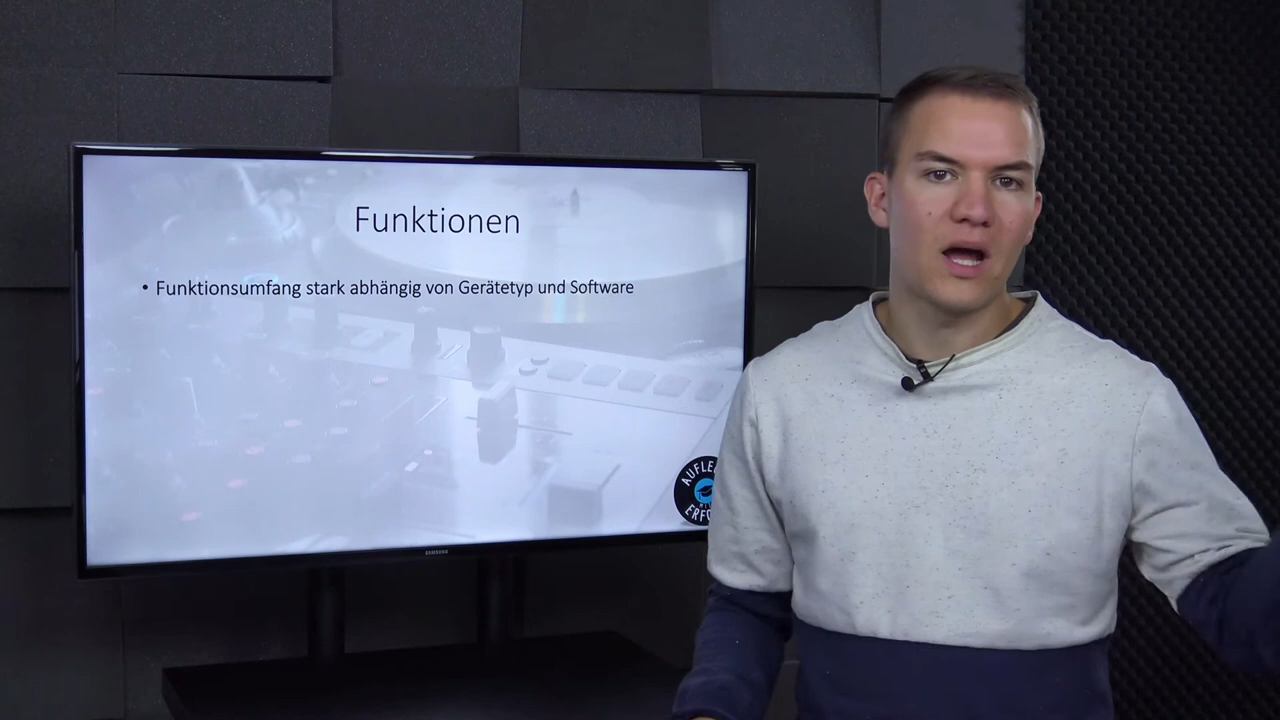 Funktionen
• Funktionsumfang stark abhängig von Gerätetyp und Software
SAMSUNG